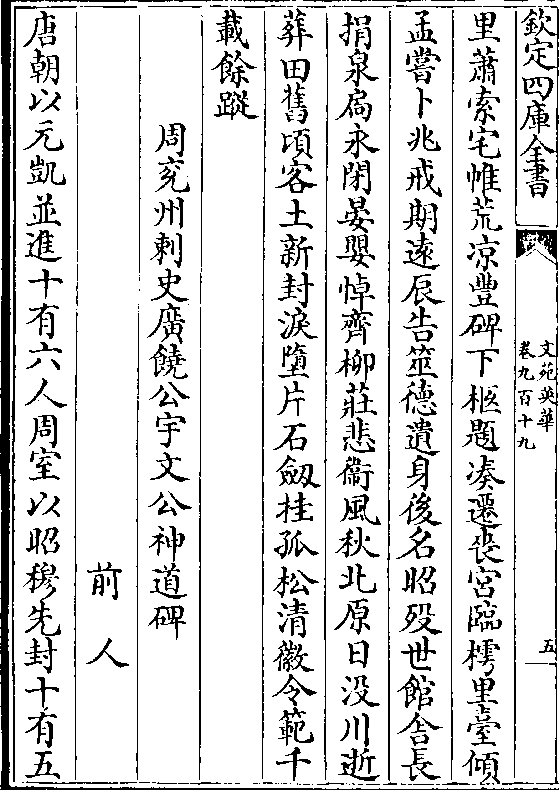 欽定四庫全書
文苑英華
卷九百十九
五
里蕭索宅帷荒凉豐碑下柩題凑遷喪宮臨樗里臺傾
孟嘗卜兆戒期遠辰告筮德遺身後名昭歿世館舍長
捐泉扃永閉晏嬰悼齊柳莊悲衞風秋北原日没川逝
葬田舊頃客土新封淚墮片石劒挂孤松清徽令範千
載餘蹤
周兖州刺史廣饒公宇文公神道碑
前人
唐朝以元凱並進十有六人周室以昭穆先封十有五